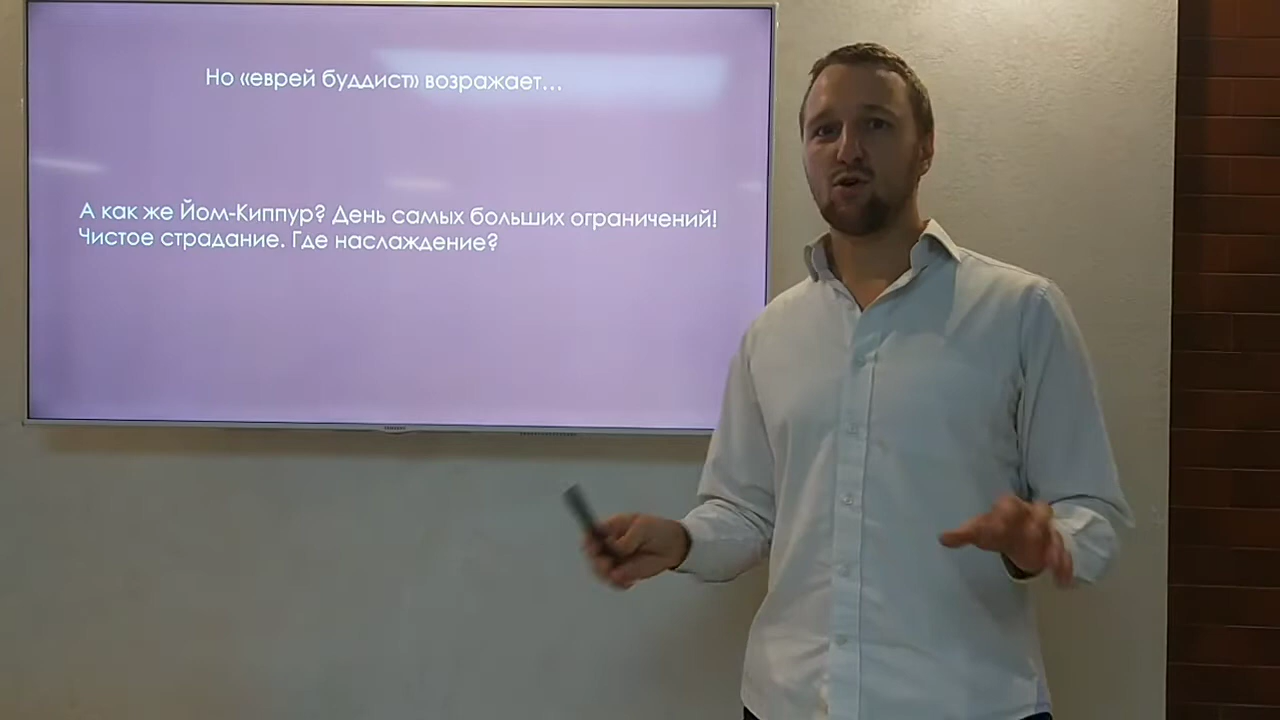 Но «еврей буддист» возражает...
А как же Йом-Киппур? День самых больших ограничений!
Чистое страдание. Где наслаждение?